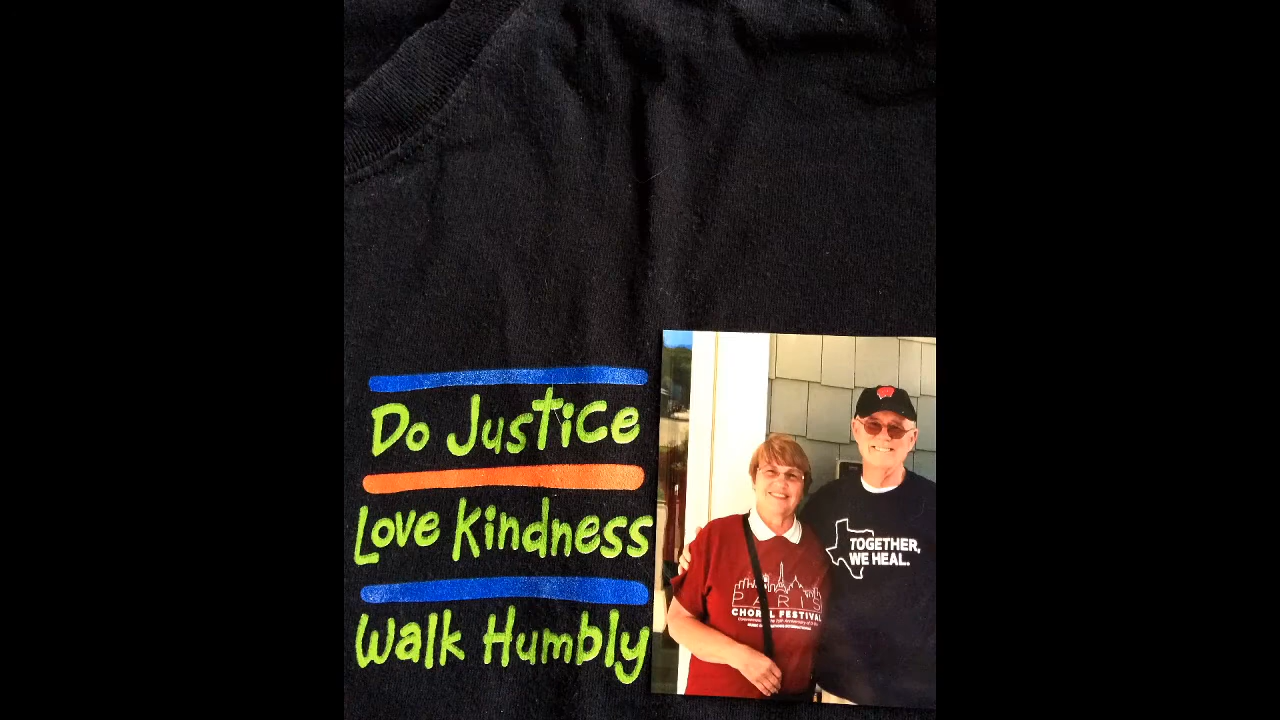 Do Justice
Love Kindness
Walk Humbly
TOGETHER,
WE HEAL.
PARIS
CHORAL FESTIVAL